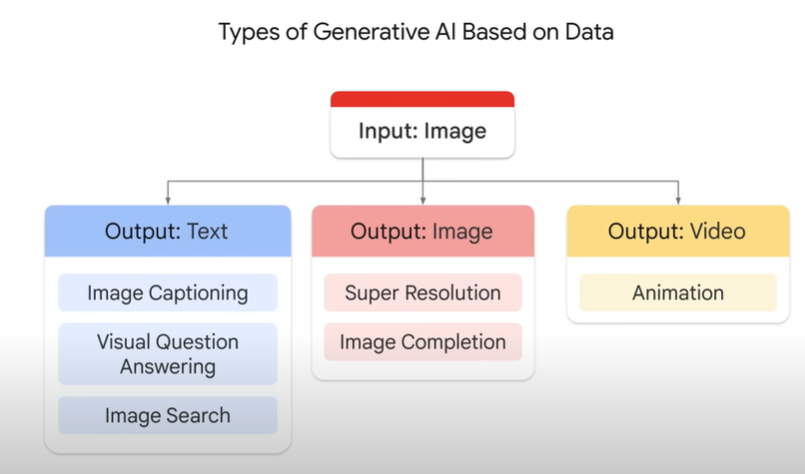 Types of Generative AI Based on Data
Input: Image
Output: Text
Image Captioning
Visual Question
Answering
Image Search
Output: Image
Super Resolution
Image Completion
Output: Video
Animation